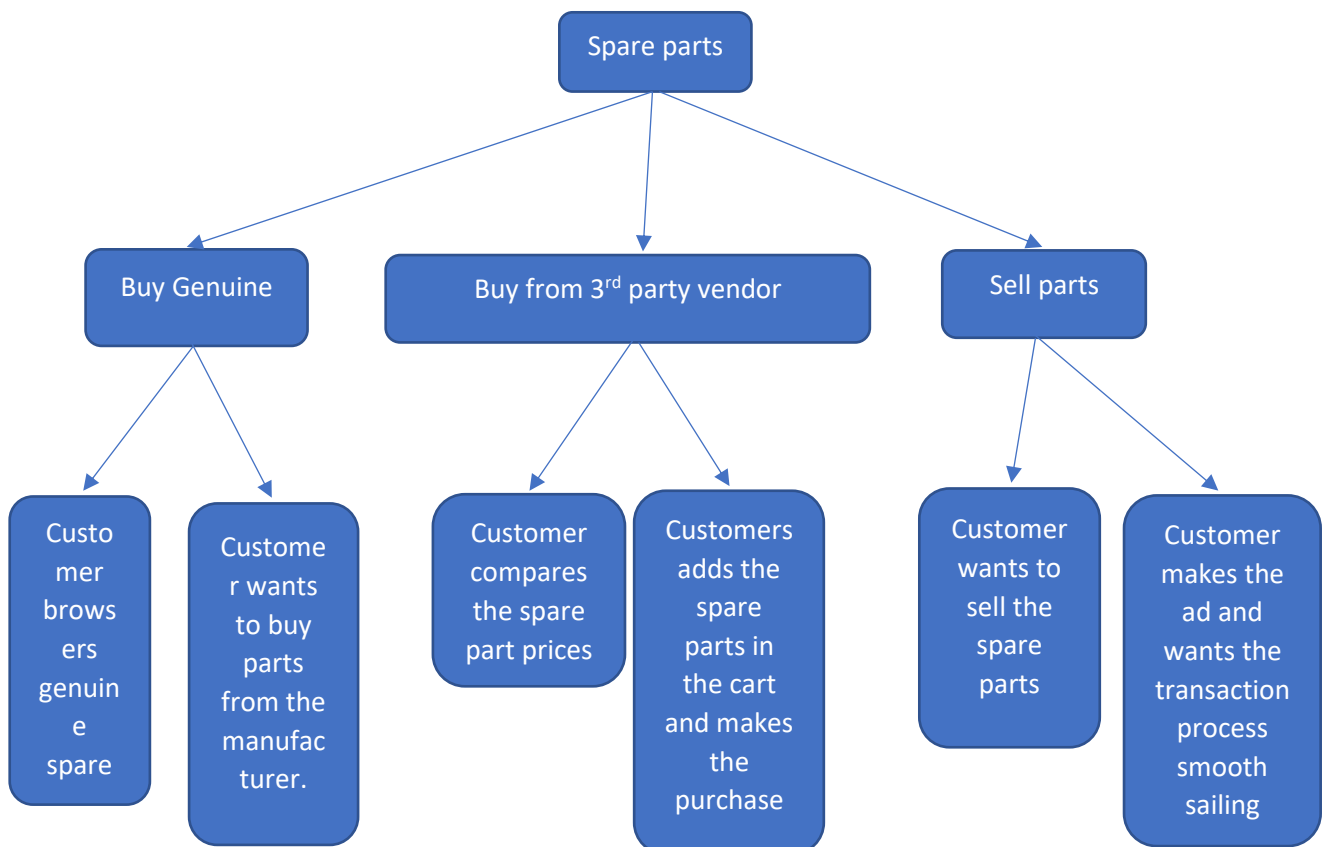 Spare parts
Buy Genuine
Buy from 3rd party vendor
Sell parts
Custo
mer
brows
ers
genuin
e
spare
Custome
r wants
to buy
parts
from the
manufac
turer.
Customer
compares
the spare
part prices
Customers
adds the
spare
parts in
the cart
and makes
the
purchase
Customer
wants to
sell the
spare
parts
Customer
makes the
ad and
wants the
transaction
process
smooth
sailing